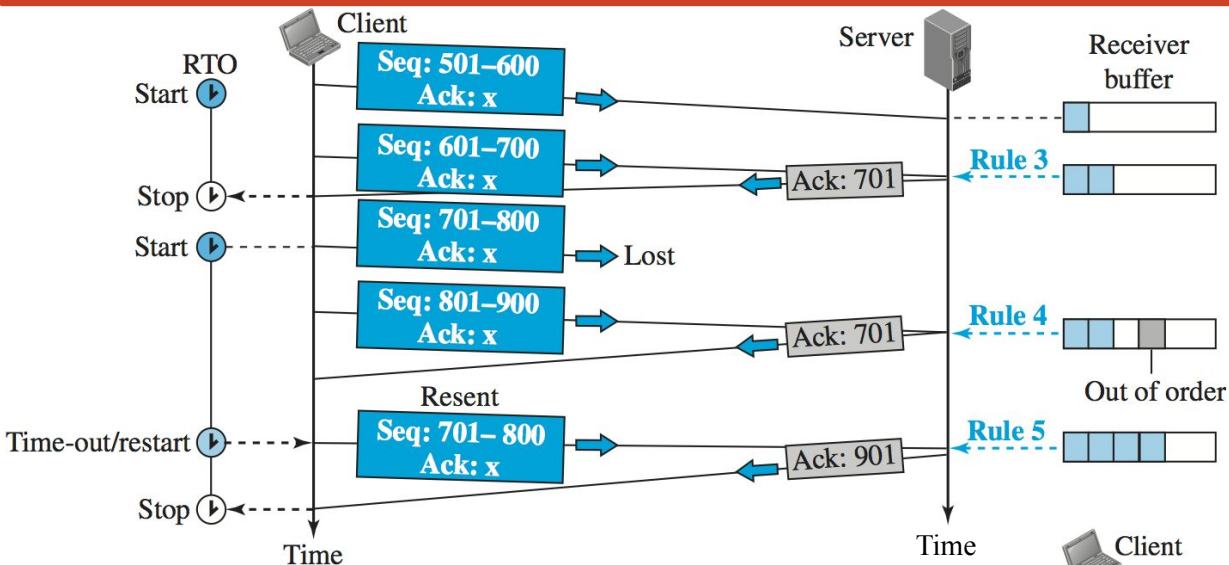 Client
Server
Receiver
buffer
RTO
Start
Seq: 501–600
Ack: x
Seq: 601–700
Ack: x
Ack: 701
Rule 3
Stop
Start
Seq: 701–800
Ack: x
Lost
Seq: 801–900
Ack: x
Ack: 701
Rule 4
Out of order
Resent
Time-out/restart
Seq: 701– 800
Ack: x
Ack: 901
Rule 5
Stop
Time
Time
Client